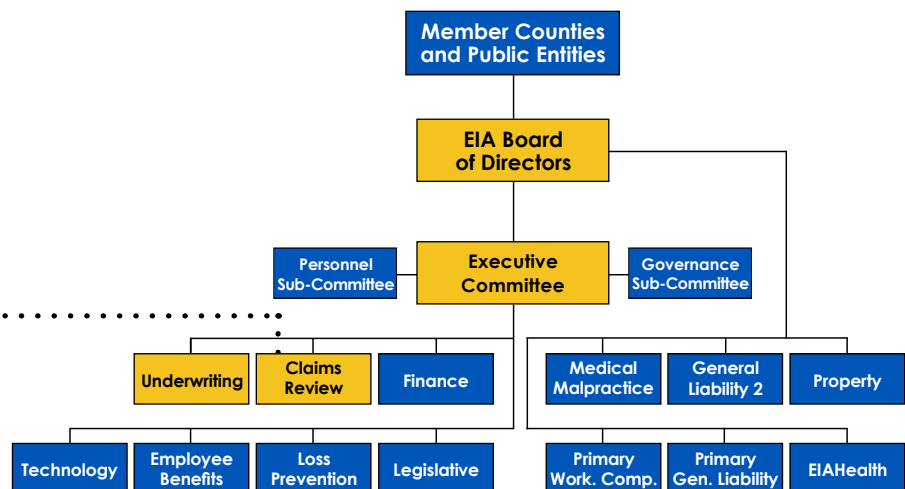 Member Counties
and Public Entities
EIA Board
of Directors
Personnel
Sub-Committee
Executive
Committee
Governance
Sub-Committee
Underwriting
Claims
Review
Finance
Medical
Malpractice
General
Liability 2
Property
Technology
Employee
Benefits
Loss
Prevention
Legislative
Primary
Work. Comp.
Primary
Gen. Liability
EIAHealth